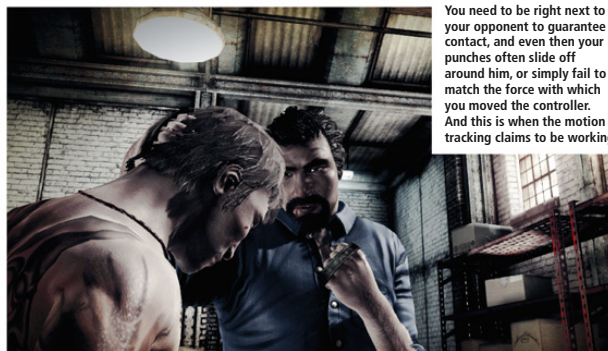 You need to be right next to
your opponent to guarantee
contact, and even then your
punches often slide off
around him, or simply fail to
match the force with which
you moved the controller.
And this is when the motion
tracking claims to be workin